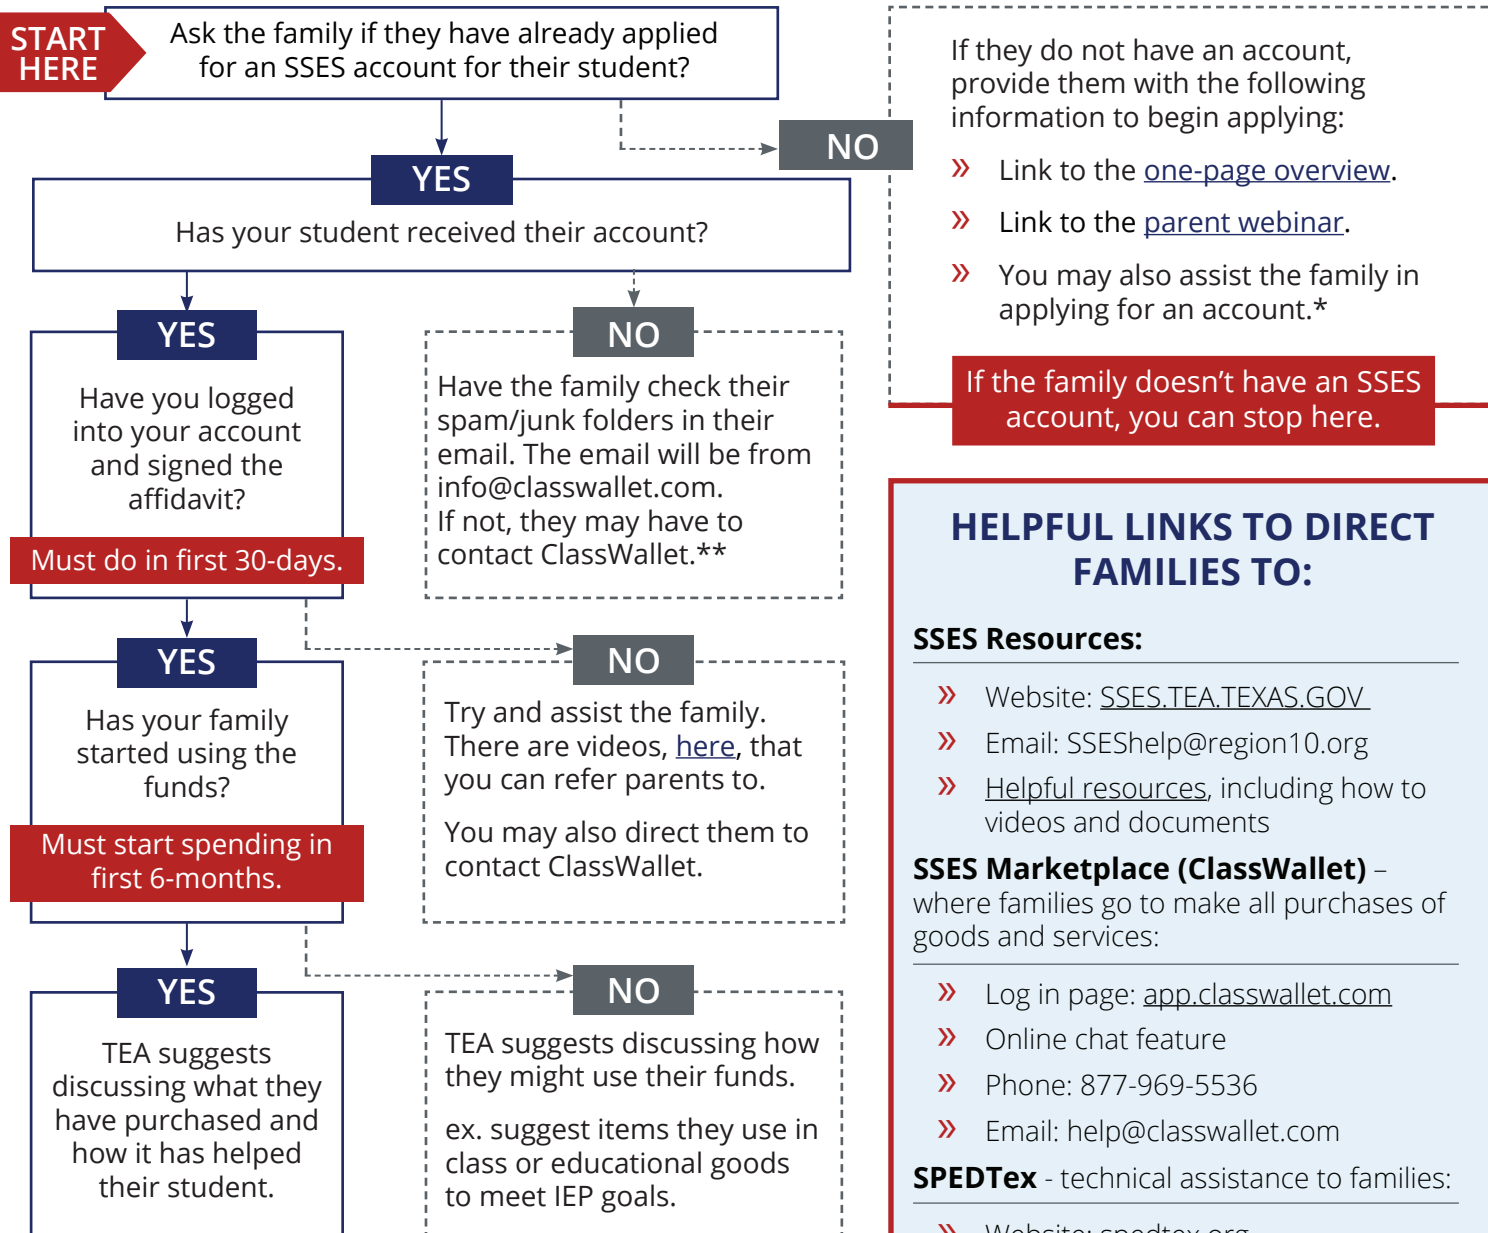 START
HERE
Ask the family if they have already applied
for an SSES account for their student?
NO
YES
Has your student received their account?
YES
Have you logged
into your account
and signed the
affidavit?
Must do in first 30-days.
NO
Have the family check their
spam/junk folders in their
email. The email will be from
info@classwallet.com.
If not, they may have to
contact ClassWallet.**
YES
Has your family
started using the
funds?
Must start spending in
first 6-months.
NO
Try and assist the family.
There are videos, here, that
you can refer parents to.
You may also direct them to
contact ClassWallet.
YES
TEA suggests
discussing what they
have purchased and
how it has helped
their student.
NO
TEA suggests discussing how
they might use their funds.
ex. suggest items they use in
class or educational goods
to meet IEP goals.
If they do not have an account,
provide them with the following
information to begin applying:
» Link to the one-page overview.
» Link to the parent webinar.
» You may also assist the family in
applying for an account.*
If the family doesn’t have an SSES
account, you can stop here.
HELPFUL LINKS TO DIRECT
FAMILIES TO:
SSES Resources:
» Website: SSES.TEA.TEXAS.GOV
» Email: SSEShelp@region10.org
» Helpful resources, including how to
videos and documents
SSES Marketplace (ClassWallet) –
where families go to make all purchases of
goods and services:
» Log in page: app.classwallet.com
» Online chat feature
» Phone: 877-969-5536
» Email: help@classwallet.com
SPEDTex - technical assistance to families:
» Website: spedtex.org